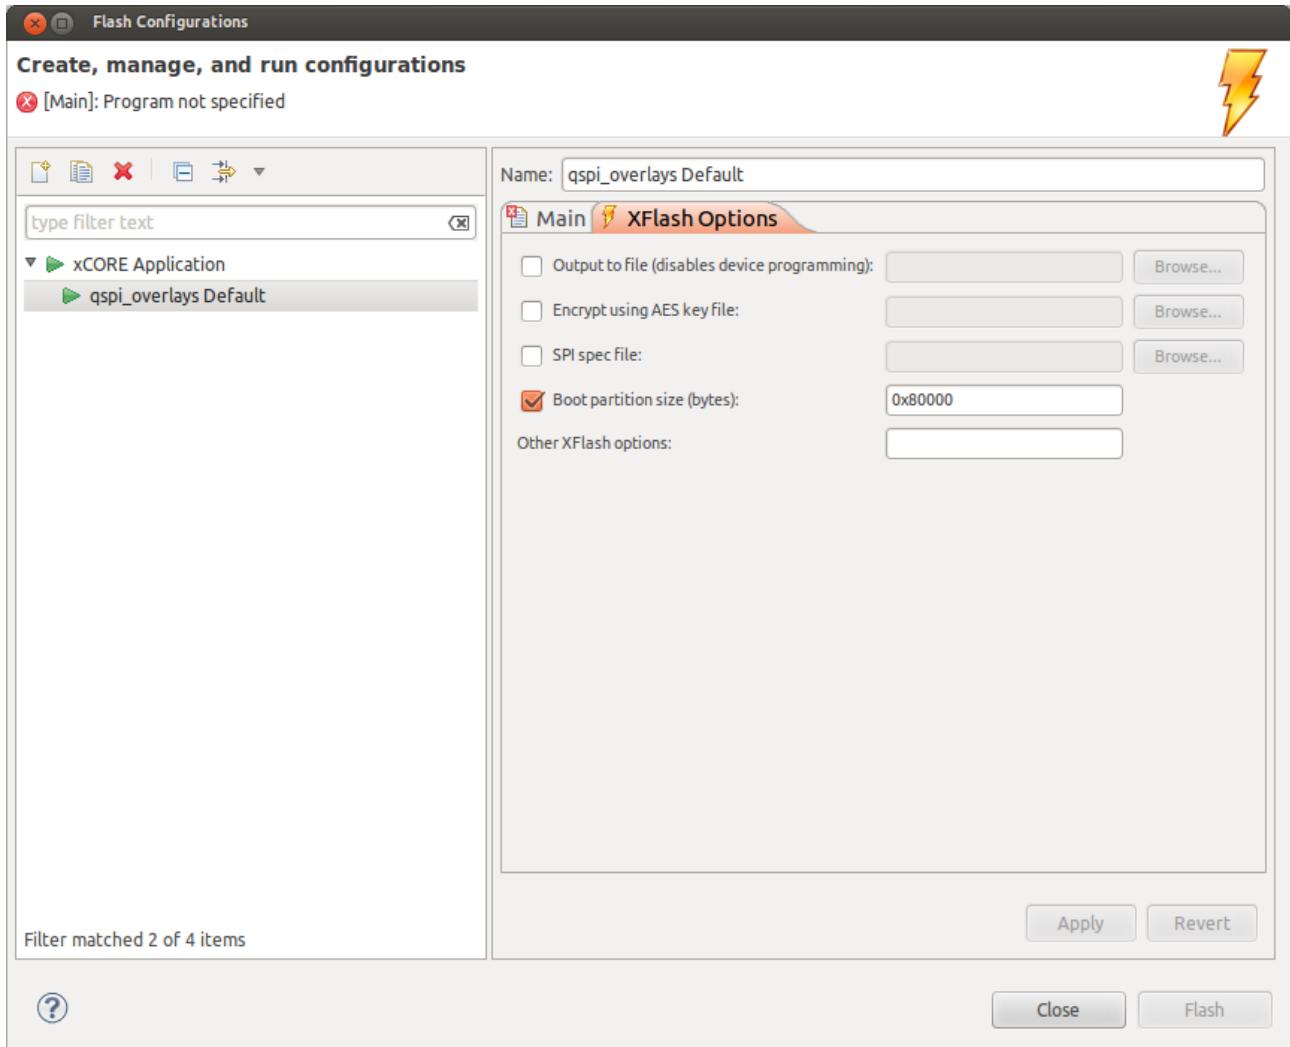 Flash Configurations
Create, manage, and run configurations
[Main]: Program not specified
type filter text
xCORE Application
qspi_overlays Default
Filter matched 2 of 4 items
Name: qspi_overlays Default
Main XFlash Options
Output to file (disables device programming): Browse...
Encrypt using AES key file: Browse...
SPI spec file: Browse...
Boot partition size (bytes): 0x80000
Other XFlash options:
Apply Revert
Close Flash